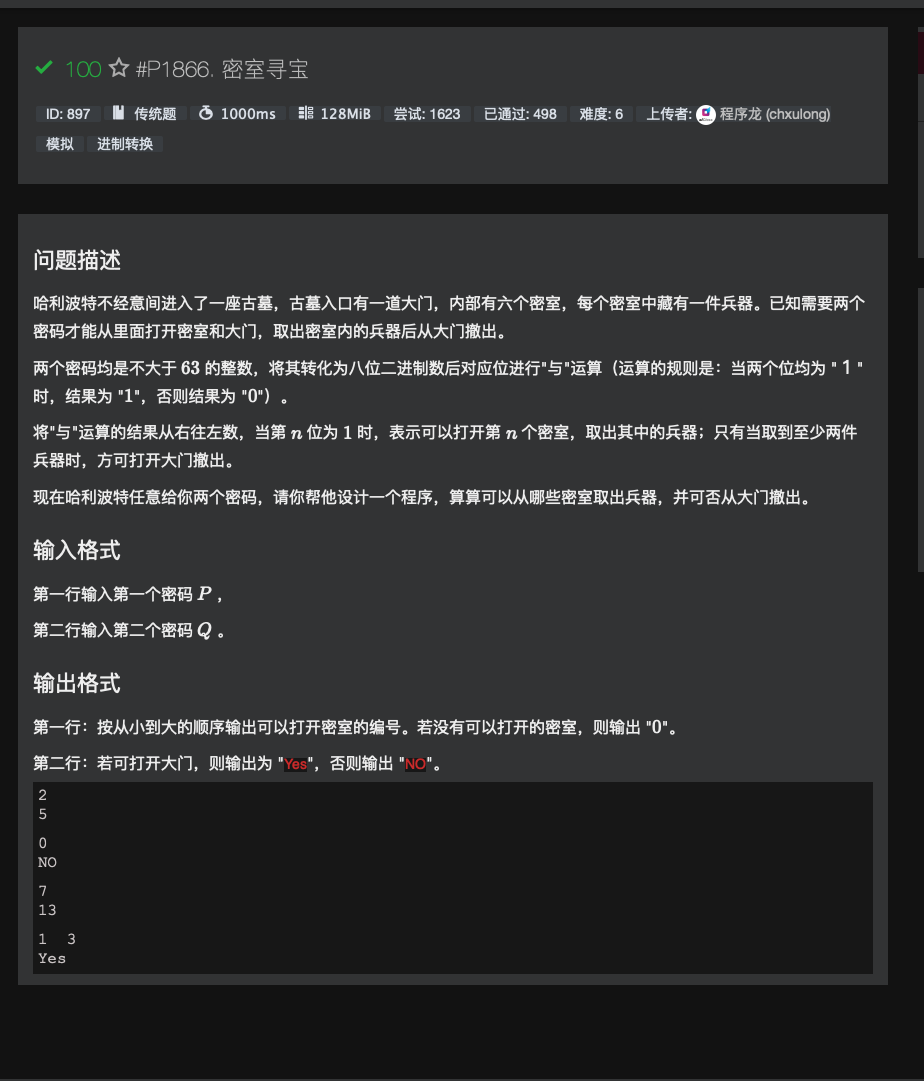 100 #P1866. 密室寻宝
ID: 897 传统题 1000ms 128MiB 尝试: 1623 已通过: 498 难度: 6 上传者: 程序龙 (chxulong)
模拟 进制转换
问题描述
哈利波特不经意间进入了一座古墓，古墓入口有一道大门，内部有六个密室，每个密室中藏有一件兵器。已知需要两个
密码才能从里面打开密室和大门，取出密室内的兵器后从大门撤出。
两个密码均是不大于 63 的整数，将其转化为八位二进制数后对应位进行"与"运算（运算的规则是：当两个位均为 " 1 "
时，结果为 "1"，否则结果为 "0"）。
将"与"运算的结果从右往左数，当第 n 位为 1 时，表示可以打开第 n 个密室，取出其中的兵器；只有当取到至少两件
兵器时，方可打开大门撤出。
现在哈利波特任意给你两个密码，请你帮他设计一个程序，算算可以从哪些密室取出兵器，并可否从大门撤出。
输入格式
第一行输入第一个密码 P ，
第二行输入第二个密码 Q 。
输出格式
第一行：按从小到大的顺序输出可以打开密室的编号。若没有可以打开的密室，则输出 "0"。
第二行：若可打开大门，则输出为 "Yes"，否则输出 "NO"。
2
5
0
NO
7
13
1  3
Yes